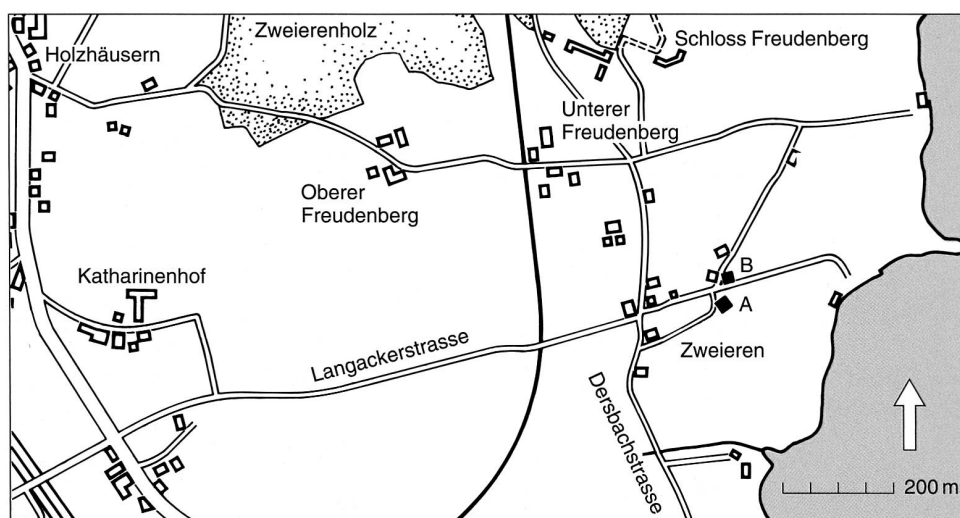 Zweierenholz
Holzhäusern
Schloss Freudenberg
Unterer
Freudenberg
Oberer
Freudenberg
Katharinenhof
B
A
Langackerstrasse
Zweieren
Dersbachstrasse
200 m